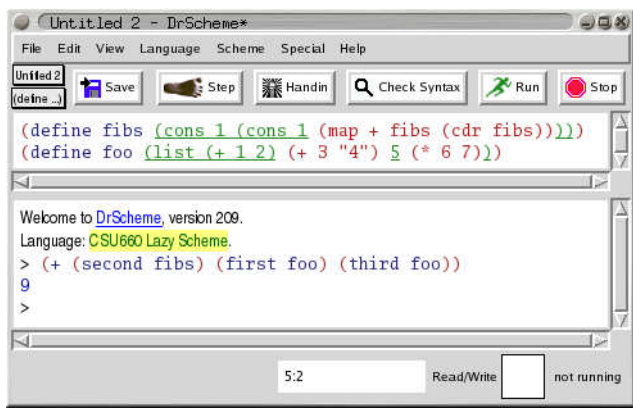 Untitled 2 - DrScheme*
File Edit View Language Scheme Special Help
Untitled 2
(define ...)
Save Step Handin Check Syntax Run Stop
(define fibs (cons 1 (cons 1 (map + fibs (cdr fibs)))))
(define foo (list (+ 1 2) (+ 3 "4") 5 (* 6 7)))
Welcome to DrScheme, version 209.
Language: CSU660 Lazy Scheme.
> (+ (second fibs) (first foo) (third foo))
9
>
5:2 Read/Write not running